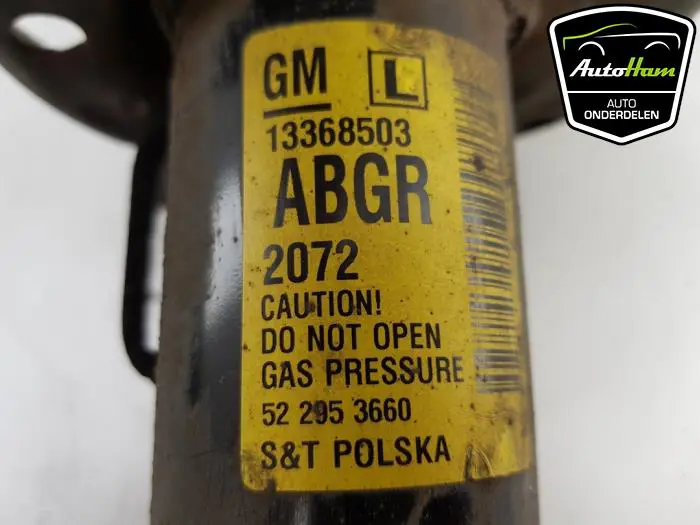 GM L
13368503
ABGR
2072
CAUTION!
DO NOT OPEN
GAS PRESSURE
52 295 3660
S&T POLSKA
AutoHam
AUTO
ONDERDELEN